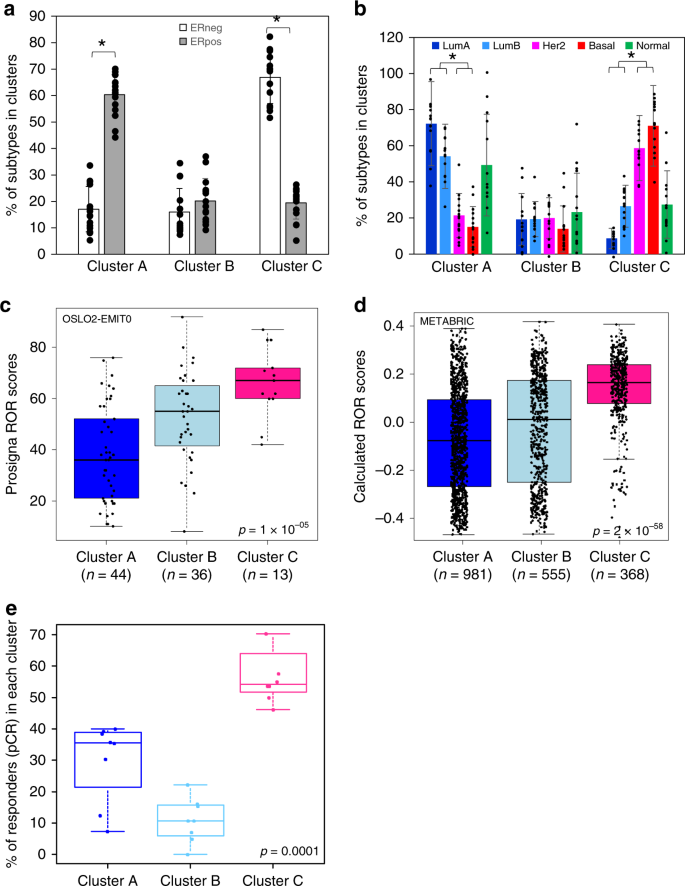 a
ERneg
ERpos
*
*
90
80
70
60
50
40
30
20
10
0
% of subtypes in clusters
Cluster A
Cluster B
Cluster C
b
LumA
LumB
Her2
Basal
Normal
*
*
120
100
80
60
40
20
0
% of subtypes in clusters
Cluster A
Cluster B
Cluster C
c
OSLO2-EMIT0
80
60
40
20
Prosigna ROR scores
p = 1 × 10⁻⁰⁵
Cluster A
Cluster B
Cluster C
(n = 44)
(n = 36)
(n = 13)
d
METABRIC
0.4
0.2
0.0
−0.2
−0.4
Calculated ROR scores
p = 2 × 10⁻⁵⁸
Cluster A
Cluster B
Cluster C
(n = 981)
(n = 555)
(n = 368)
e
70
60
50
40
30
20
10
0
% of responders (pCR) in each cluster
p = 0.0001
Cluster A
Cluster B
Cluster C